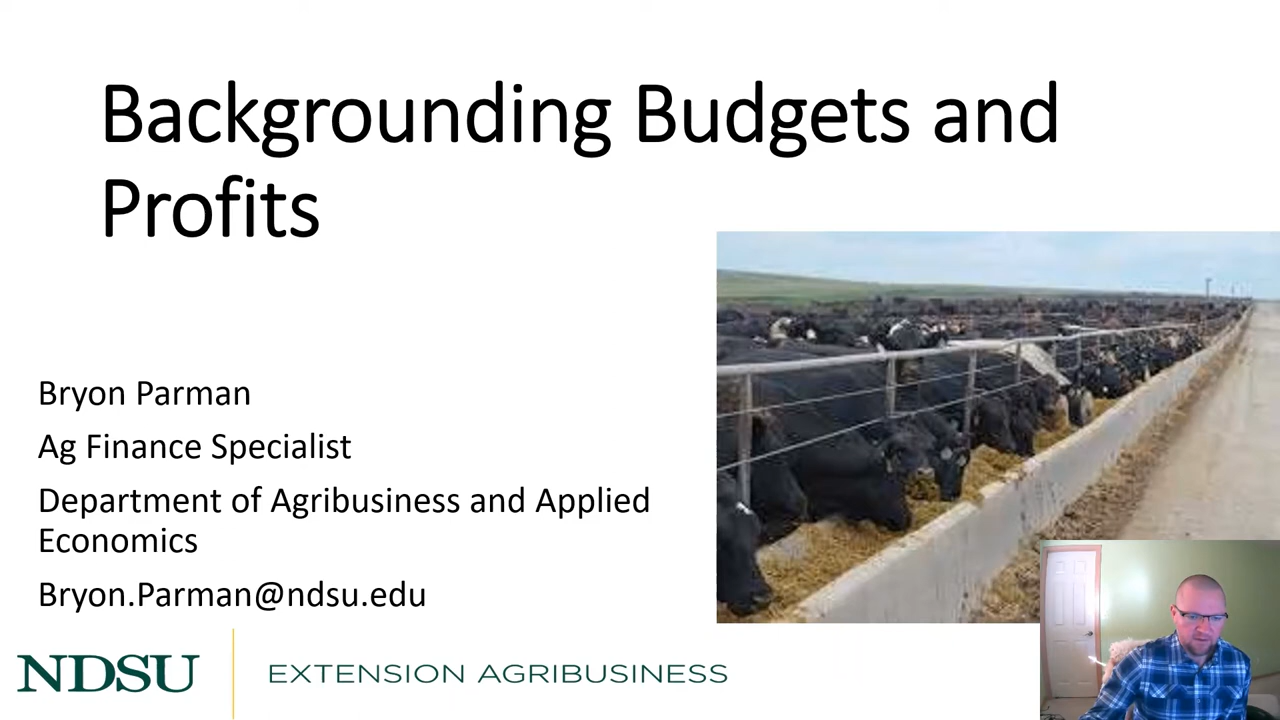 Backgrounding Budgets and
Profits
Bryon Parman
Ag Finance Specialist
Department of Agribusiness and Applied
Economics
Bryon.Parman@ndsu.edu
NDSU
EXTENSION AGRIBUSINESS